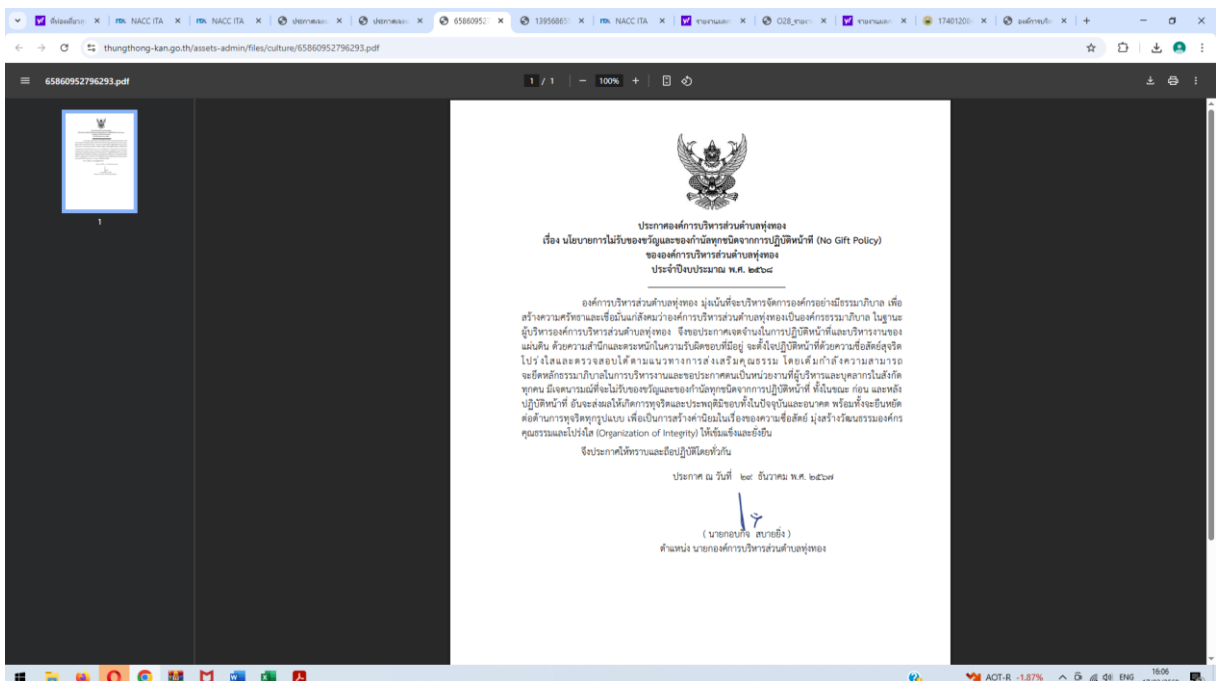 NACC ITA
NACC ITA
6586095279
139568655
NACC ITA
O28_ราย
1740120
thungthong-kan.go.th/assets-admin/files/culture/65860952796293.pdf
65860952796293.pdf
1 / 1
100%
1
ประกาศองค์การบริหารส่วนตำบลทุ่งทอง
เรื่อง นโยบายการไม่รับของขวัญและของกำนัลทุกชนิดจากการปฏิบัติหน้าที่ (No Gift Policy)
ขององค์การบริหารส่วนตำบลทุ่งทอง
ประจำปีงบประมาณ พ.ศ. ๒๕๖๘
องค์การบริหารส่วนตำบลทุ่งทอง มุ่งเน้นที่จะบริหารจัดการองค์กรอย่างมีธรรมาภิบาล เพื่อ
สร้างความศรัทธาและเชื่อมั่นแก่สังคมว่าองค์การบริหารส่วนตำบลทุ่งทองเป็นองค์กรธรรมาภิบาล ในฐานะ
ผู้บริหารองค์การบริหารส่วนตำบลทุ่งทอง จึงขอประกาศเจตจำนงในการปฏิบัติหน้าที่และบริหารงานของ
แผ่นดิน ด้วยความสำนึกและตระหนักในความรับผิดชอบที่มีอยู่ จะตั้งใจปฏิบัติหน้าที่ด้วยความซื่อสัตย์สุจริต
โปร่งใสและตรวจสอบได้ตามแนวทางการส่งเสริมคุณธรรม โดยเต็มกำลังความสามารถ
จะยึดหลักธรรมาภิบาลในการบริหารงานและขอประกาศตนเป็นหน่วยงานที่ผู้บริหารและบุคลากรในสังกัด
ทุกคน มีเจตนารมณ์ที่จะไม่รับของขวัญและของกำนัลทุกชนิดจากการปฏิบัติหน้าที่ ทั้งในขณะ ก่อน และหลัง
ปฏิบัติหน้าที่ อันจะส่งผลให้เกิดการทุจริตและประพฤติมิชอบทั้งในปัจจุบันและอนาคต พร้อมทั้งจะยืนหยัด
ต่อต้านการทุจริตทุกรูปแบบ เพื่อเป็นการสร้างค่านิยมในเรื่องของความซื่อสัตย์ มุ่งสร้างวัฒนธรรมองค์กร
คุณธรรมและโปร่งใส (Organization of Integrity) ให้เข้มแข็งและยั่งยืน
จึงประกาศให้ทราบและถือปฏิบัติโดยทั่วกัน
ประกาศ ณ วันที่ ๒๙ ธันวาคม พ.ศ. ๒๕๖๗
( นายกอบกิจ สบายยิ่ง )
ตำแหน่ง นายกองค์การบริหารส่วนตำบลทุ่งทอง
AOT-R -1.87%
ENG
16:06